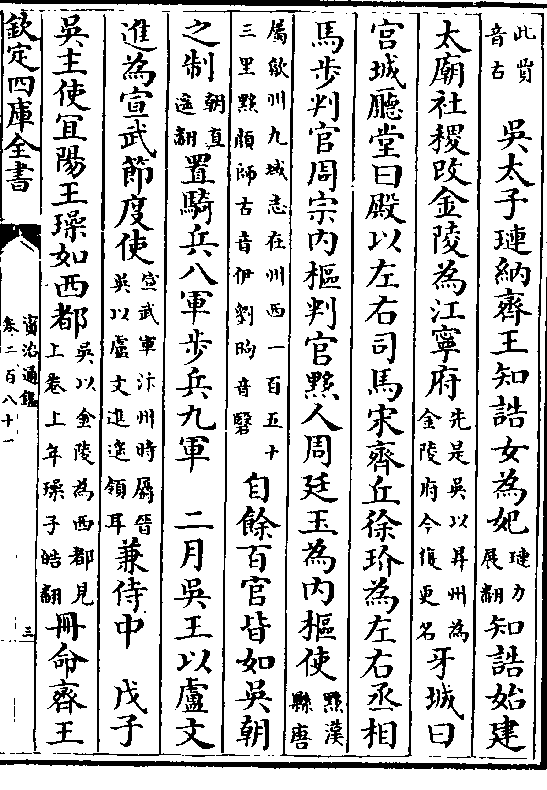 此貲音古 吳太子璉納齊王知誥女為妃璉力展翻知誥始建
太廟社稷改金陵為江寧府先是吳以昇州為金陵府今復更名牙城曰
宮城廳堂曰殿以左右司馬宋齊丘徐玠為左右丞相
馬步判官周宗內樞判官黟人周廷玉為內樞使黟漢縣唐
屬歙州九域志在州西一百五十三里黟顏師古音伊劉昫音翳自餘百官皆如吳朝
之制朝直遙翻置騎兵八軍步兵九軍 二月吳王以盧文
進為宣武節度使宣武軍汴州時屬晉吳以盧文進遙領耳兼侍中 戊子
吳主使宜陽王璪如西都吳以金陵為西都見上卷上年璪子皓翻冊命齊王
欽定四庫全書
資治通鑑
卷二百八十一
三